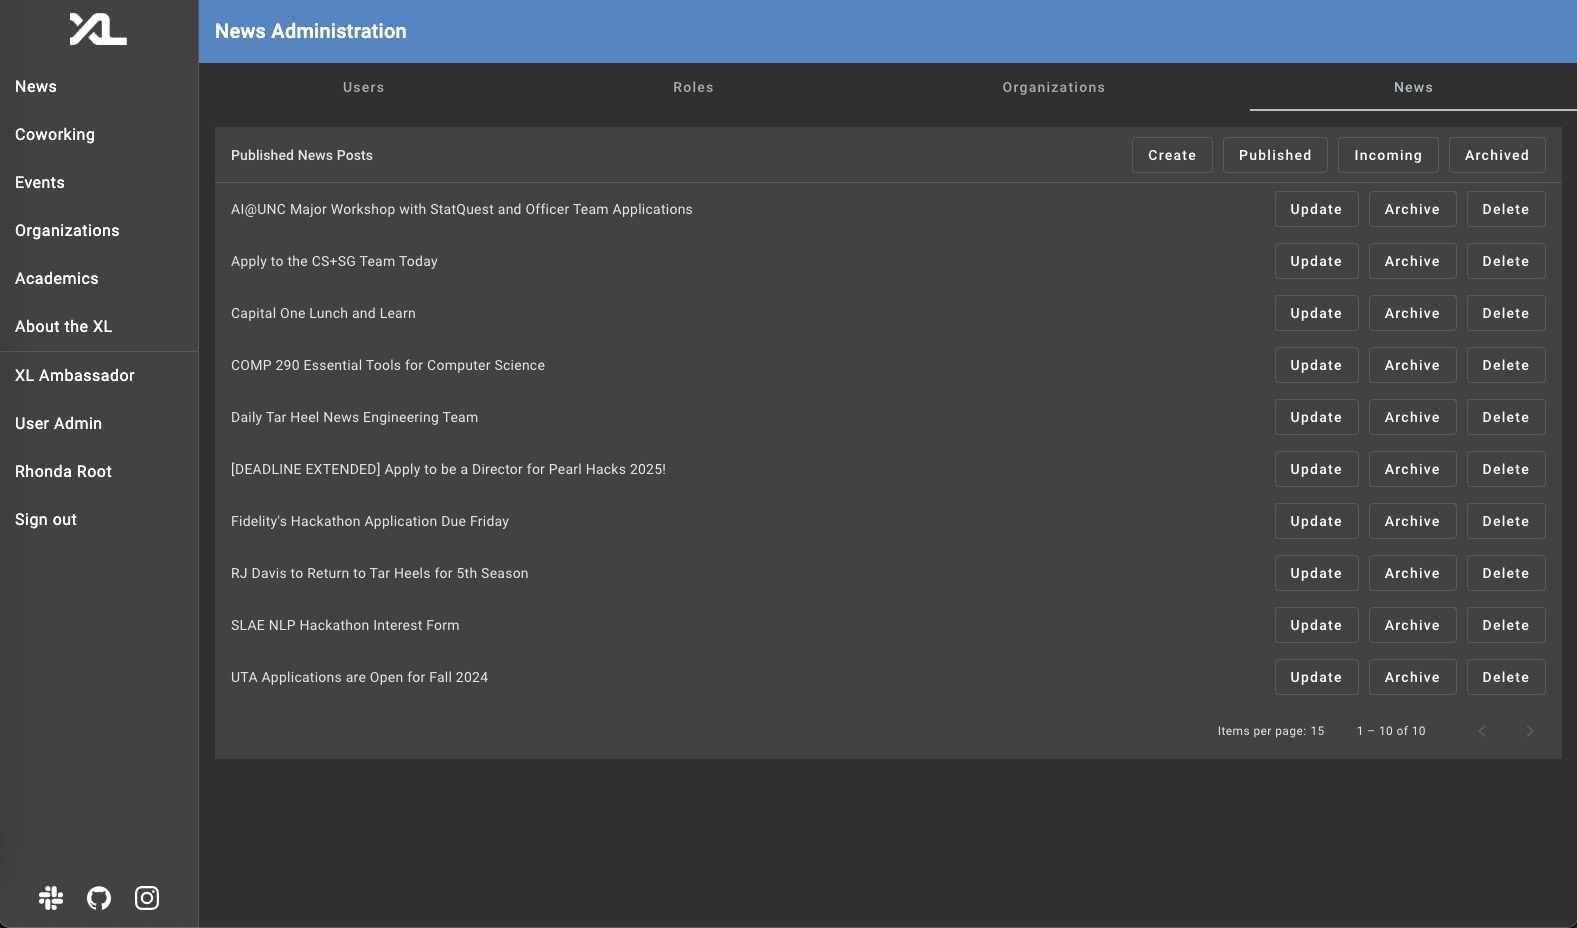 XL
News Administration
News
Coworking
Events
Organizations
Academics
About the XL
XL Ambassador
User Admin
Rhonda Root
Sign out
Users Roles Organizations News
Published News Posts Create Published Incoming Archived
AI@UNC Major Workshop with StatQuest and Officer Team Applications Update Archive Delete
Apply to the CS+SG Team Today Update Archive Delete
Capital One Lunch and Learn Update Archive Delete
COMP 290 Essential Tools for Computer Science Update Archive Delete
Daily Tar Heel News Engineering Team Update Archive Delete
[DEADLINE EXTENDED] Apply to be a Director for Pearl Hacks 2025! Update Archive Delete
Fidelity's Hackathon Application Due Friday Update Archive Delete
RJ Davis to Return to Tar Heels for 5th Season Update Archive Delete
SLAE NLP Hackathon Interest Form Update Archive Delete
UTA Applications are Open for Fall 2024 Update Archive Delete
Items per page: 15 1 – 10 of 10